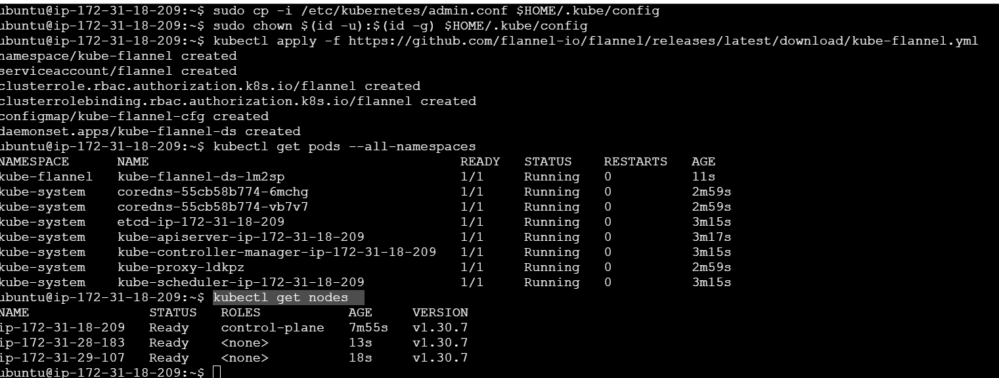 ubuntu@ip-172-31-18-209:~$ sudo cp -i /etc/kubernetes/admin.conf $HOME/.kube/config
ubuntu@ip-172-31-18-209:~$ sudo chown $(id -u):$(id -g) $HOME/.kube/config
ubuntu@ip-172-31-18-209:~$ kubectl apply -f https://github.com/flannel-io/flannel/releases/latest/download/kube-flannel.yml
namespace/kube-flannel created
serviceaccount/flannel created
clusterrole.rbac.authorization.k8s.io/flannel created
clusterrolebinding.rbac.authorization.k8s.io/flannel created
configmap/kube-flannel-cfg created
daemonset.apps/kube-flannel-ds created
ubuntu@ip-172-31-18-209:~$ kubectl get pods --all-namespaces
NAMESPACE      NAME                                       READY   STATUS    RESTARTS   AGE
kube-flannel   kube-flannel-ds-lm2sp                      1/1     Running   0          11s
kube-system    coredns-55cb58b774-6mchg                   1/1     Running   0          2m59s
kube-system    coredns-55cb58b774-vb7v7                   1/1     Running   0          2m59s
kube-system    etcd-ip-172-31-18-209                      1/1     Running   0          3m15s
kube-system    kube-apiserver-ip-172-31-18-209            1/1     Running   0          3m17s
kube-system    kube-controller-manager-ip-172-31-18-209   1/1     Running   0          3m15s
kube-system    kube-proxy-ldkpz                           1/1     Running   0          2m59s
kube-system    kube-scheduler-ip-172-31-18-209            1/1     Running   0          3m15s
ubuntu@ip-172-31-18-209:~$ kubectl get nodes
NAME               STATUS   ROLES           AGE     VERSION
ip-172-31-18-209   Ready    control-plane   7m55s   v1.30.7
ip-172-31-28-183   Ready    <none>          13s     v1.30.7
ip-172-31-29-107   Ready    <none>          18s     v1.30.7
ubuntu@ip-172-31-18-209:~$